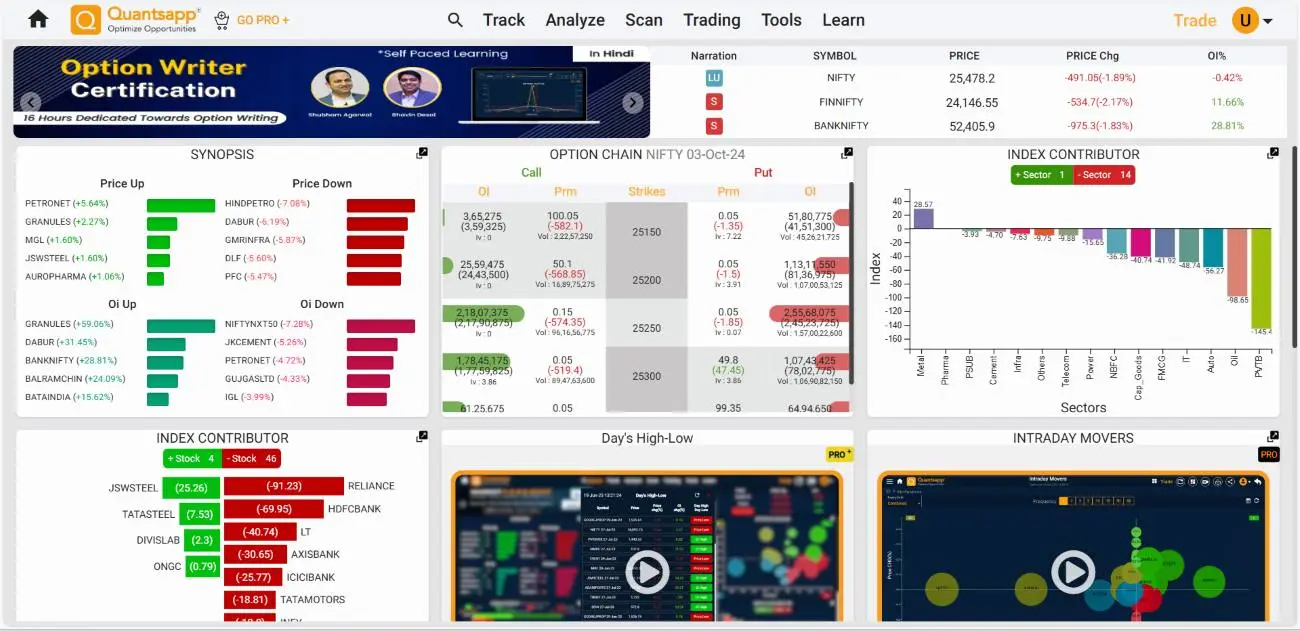 Quantsapp
Optimize Opportunities
GO PRO +
Track Analyze Scan Trading Tools Learn
Trade U
*Self Paced Learning
In Hindi
Option Writer
Certification
16 Hours Dedicated Towards Option Writing
Shubham Agarwal
Bhavin Desai
Narration SYMBOL PRICE PRICE Chg OI%
LU NIFTY 25,478.2 -491.05(-1.89%) -0.42%
S FINNIFTY 24,146.55 -534.7(-2.17%) 11.66%
S BANKNIFTY 52,405.9 -975.3(-1.83%) 28.81%
SYNOPSIS
Price Up Price Down
PETRONET (+5.64%) HINDPETRO (-7.08%)
GRANULES (+2.27%) DABUR (-6.19%)
MGL (+1.60%) GMRINFRA (-5.87%)
JSWSTEEL (+1.60%) DLF (-5.60%)
AUROPHARMA (+1.06%) PFC (-5.47%)
Oi Up Oi Down
GRANULES (+59.06%) NIFTYNXT50 (-7.28%)
DABUR (+31.45%) JKCEMENT (-5.26%)
BANKNIFTY (+28.81%) PETRONET (-4.72%)
BALRAMCHIN (+24.09%) GUJGASLTD (-4.33%)
BATAINDIA (+15.62%) IGL (-3.99%)
OPTION CHAIN NIFTY 03-Oct-24
Call Put
OI Prm Strikes Prm OI
3,65,275 100.05 0.05 51,80,775
(3,59,325) (-582.1) 25150 (-1.35) (41,51,300)
Iv : 0 Vol : 2,22,57,250 Iv : 7.22 Vol : 45,26,21,725
25,59,475 50.1 0.05 1,13,11,550
(24,43,500) (-568.85) 25200 (-1.5) (81,36,975)
Iv : 0 Vol : 16,89,75,275 Iv : 3.91 Vol : 1,07,00,53,125
2,18,07,375 0.15 0.05 2,55,68,075
(2,17,90,875) (-574.35) 25250 (-1.85) (2,45,23,725)
Iv : 0 Vol : 96,16,56,775 Iv : 0.07 Vol : 1,57,00,22,600
1,78,45,175 0.05 49.8 1,07,43,425
(1,77,59,825) (-519.4) 25300 (47.45) (78,02,775)
Iv : 3.86 Vol : 89,47,63,600 Iv : 3.86 Vol : 1,06,90,82,150
61,25,675 0.05 99.35 64,94,650
INDEX CONTRIBUTOR
+ Sector 1 - Sector 14
Index
40
20
0
-20
-40
-60
-80
-100
-120
-140
-160
28.57 -3.93 -4.70 -7.63 -9.75 -9.88 -15.65 -36.28 -40.74 -41.92 -48.74 -56.27 -98.65 -145.4
Metal Pharma PSUB Cement Infra Others Telecom Power NBFC Cap_Goods FMCG IT Auto Oil PVTB
Sectors
INDEX CONTRIBUTOR
+ Stock 4 - Stock 46
JSWSTEEL (25.26) (-91.23) RELIANCE
TATASTEEL (7.53) (-69.95) HDFCBANK
DIVISLAB (2.3) (-40.74) LT
ONGC (0.79) (-30.65) AXISBANK
(-25.77) ICICIBANK
(-18.81) TATAMOTORS
Day's High-Low
PRO+
Day's High-Low
INTRADAY MOVERS
PRO
Quantsapp
Intraday Movers